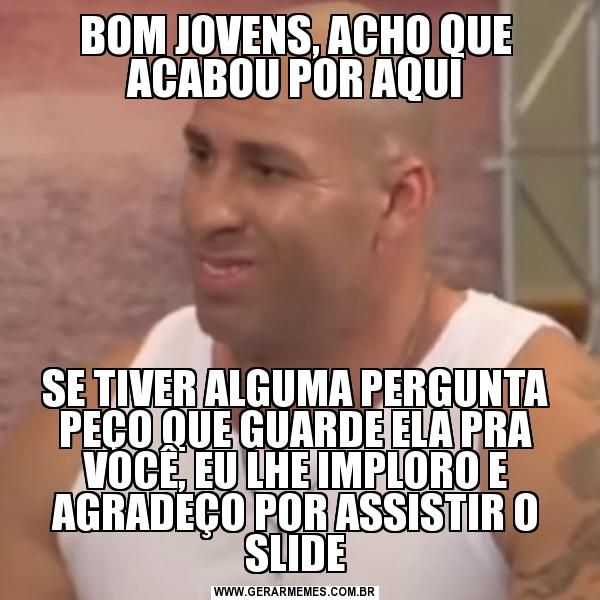 BOM JOVENS, ACHO QUE
ACABOU POR AQUI
SE TIVER ALGUMA PERGUNTA
PEÇO QUE GUARDE ELA PRA
VOCÊ, EU LHE IMPLORO E
AGRADEÇO POR ASSISTIR O
SLIDE
WWW.GERARMEMES.COM.BR